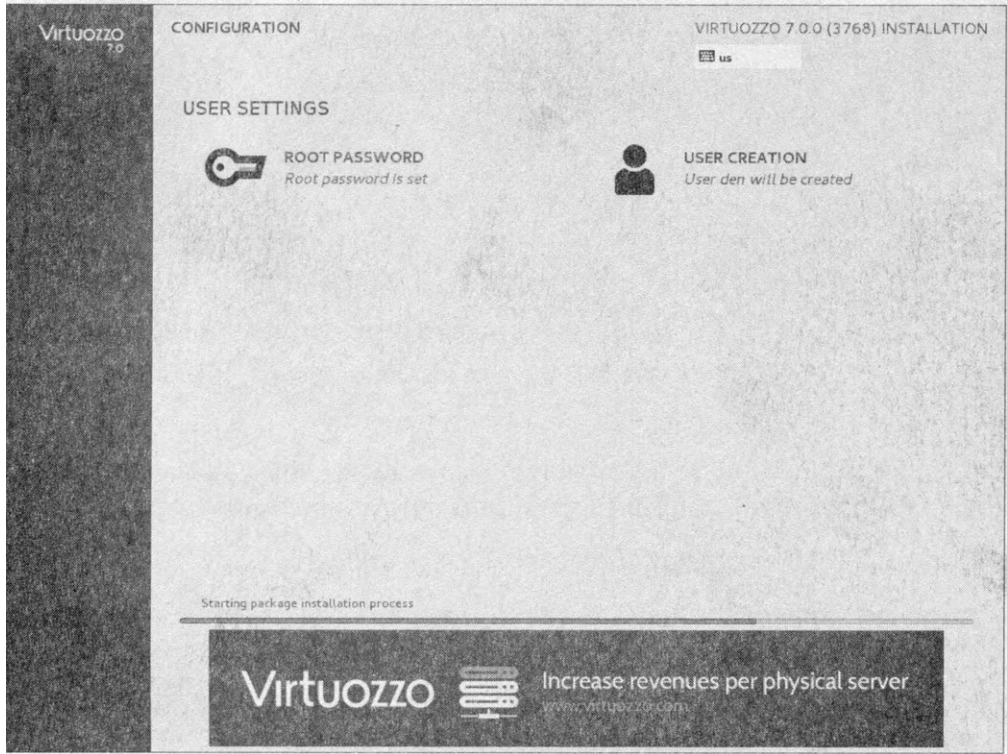 Virtuozzo
7.0
CONFIGURATION
VIRTUOZZO 7.0.0 (3768) INSTALLATION
us
USER SETTINGS
ROOT PASSWORD
Root password is set
USER CREATION
User den will be created
Starting package installation process
Virtuozzo
Increase revenues per physical server
www.virtuozzo.com